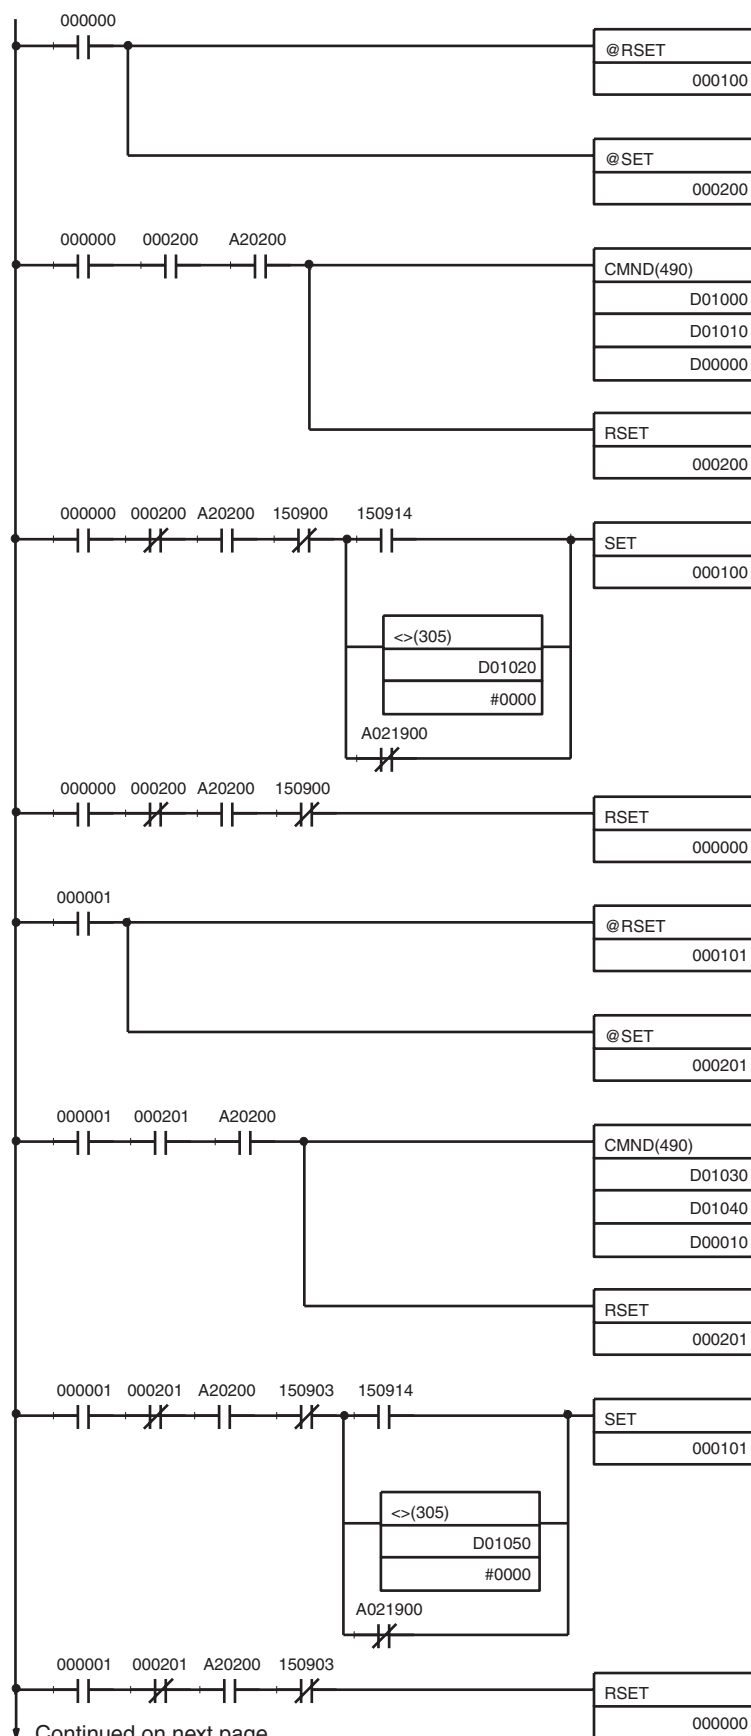 000000
@RSET
000100
@SET
000200
000000 000200 A20200
CMND(490)
D01000
D01010
D00000
RSET
000200
000000 000200 A20200 150900 150914
SET
000100
<>(305)
D01020
#0000
A021900
000000 000200 A20200 150900
RSET
000000
000001
@RSET
000101
@SET
000201
000001 000201 A20200
CMND(490)
D01030
D01040
D00010
RSET
000201
000001 000201 A20200 150903 150914
SET
000101
<>(305)
D01050
#0000
A021900
000001 000201 A20200 150903
RSET
000000
Continued on next page